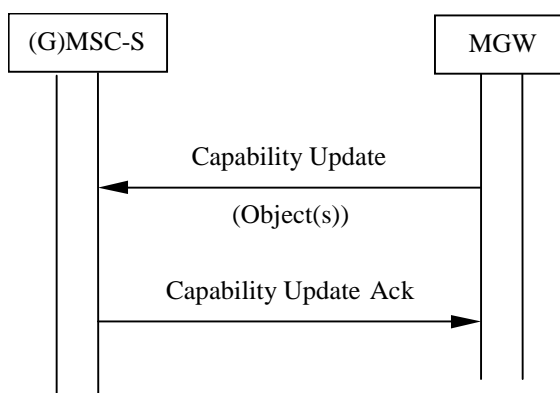 (G)MSC-S
MGW
Capability Update
(Object(s))
Capability Update Ack